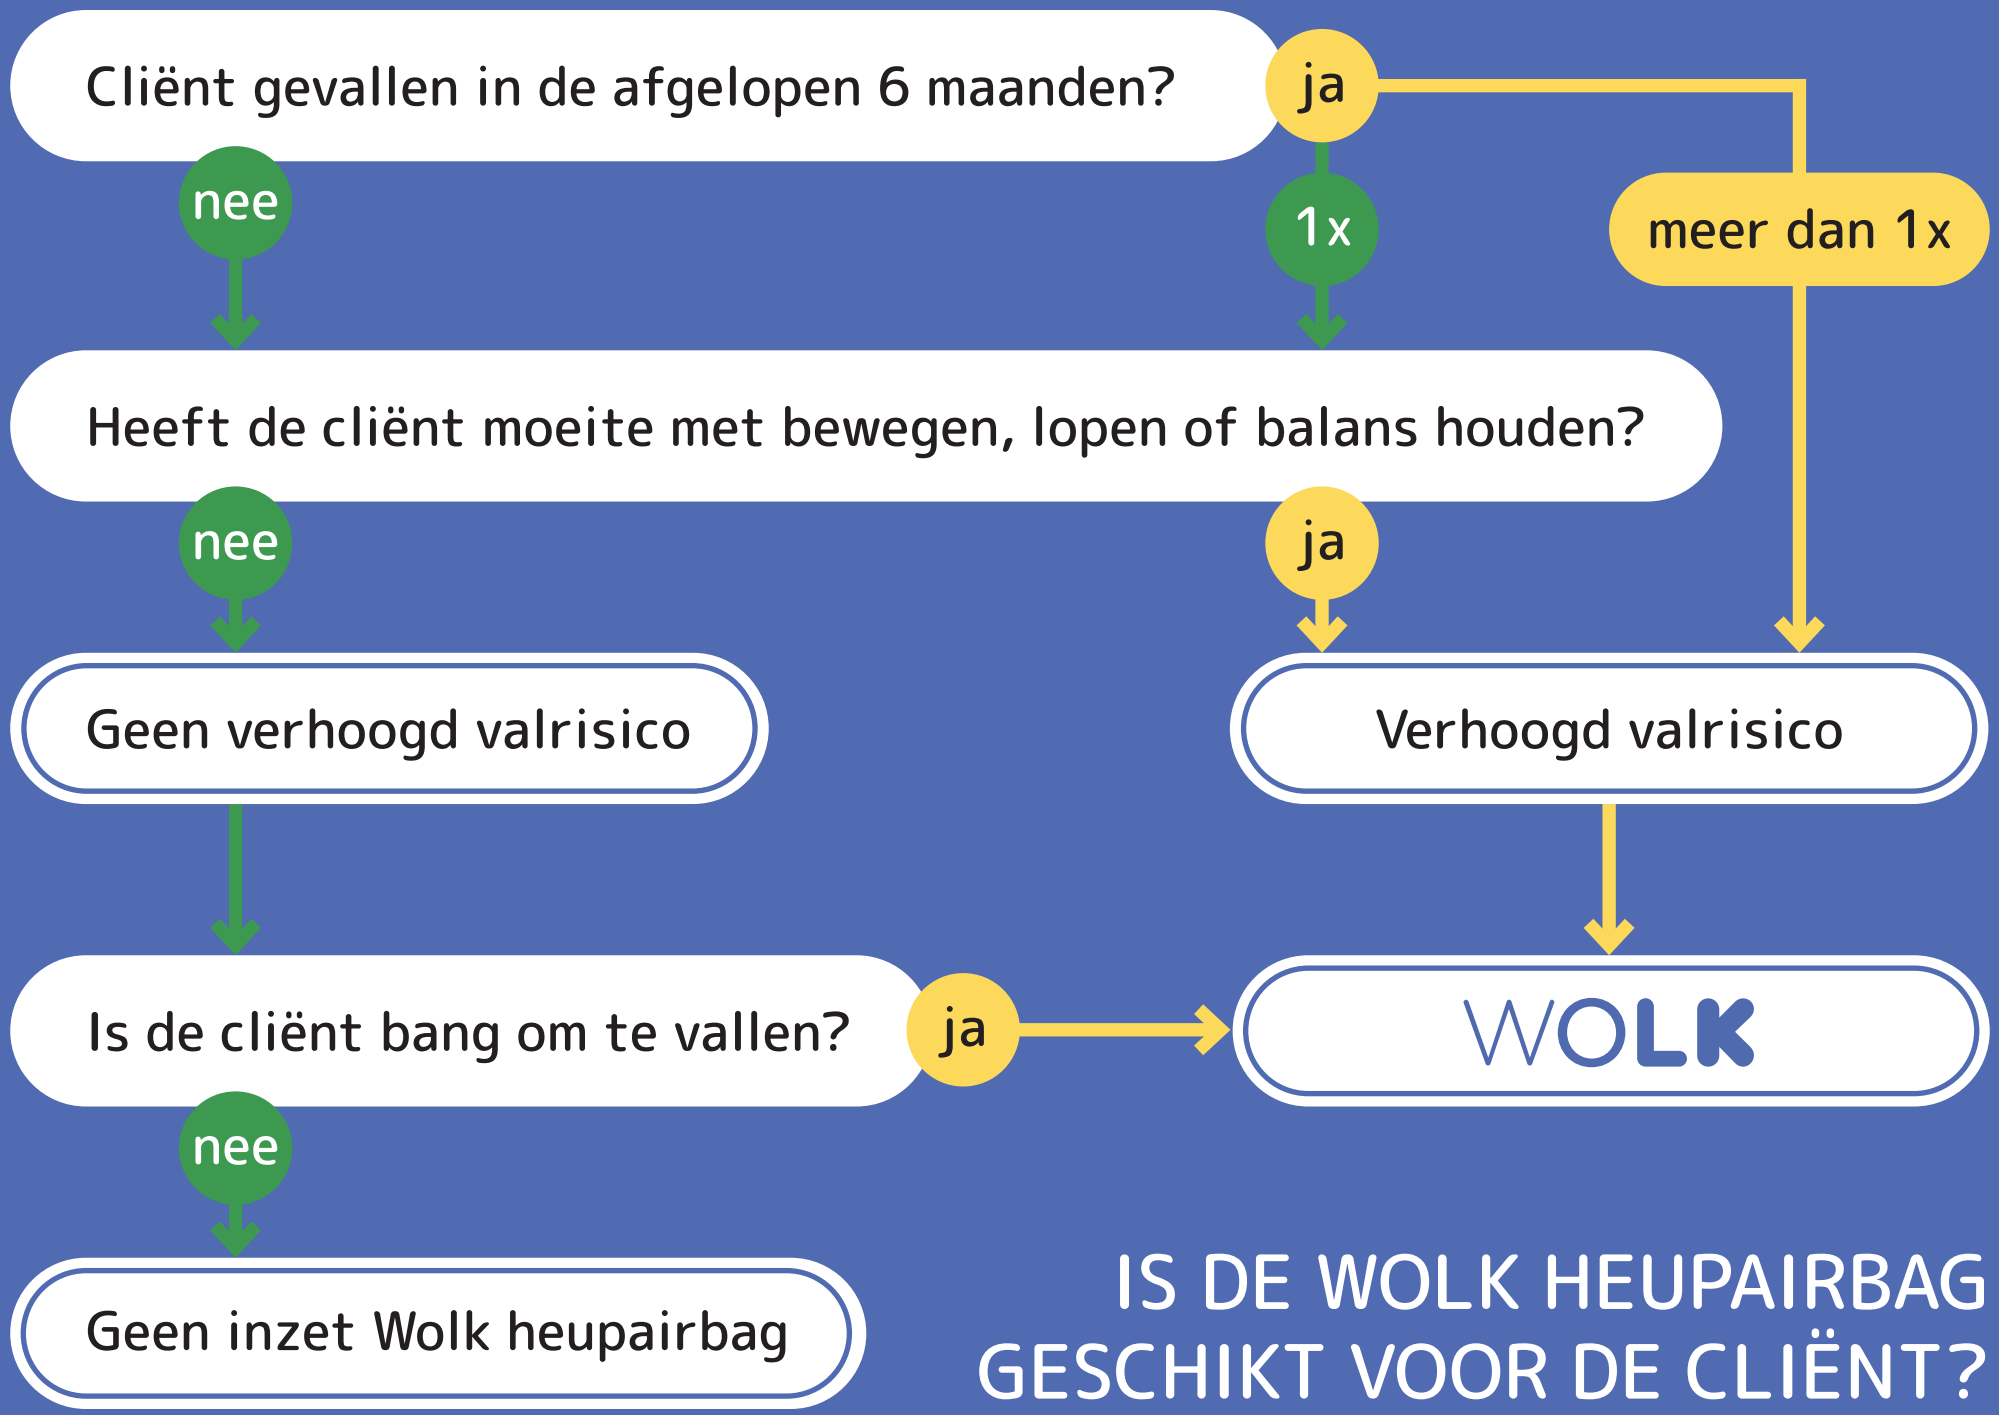 Cliënt gevallen in de afgelopen 6 maanden?
ja
nee
1x
meer dan 1x
Heeft de cliënt moeite met bewegen, lopen of balans houden?
nee
ja
Geen verhoogd valrisico
Verhoogd valrisico
Is de cliënt bang om te vallen?
ja
WOLK
nee
Geen inzet Wolk heupairbag
IS DE WOLK HEUPAIRBAG
GESCHIKT VOOR DE CLIËNT?